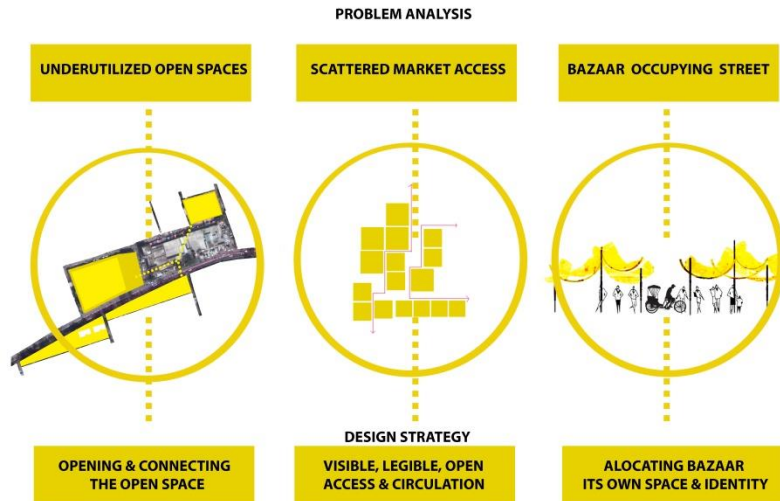 PROBLEM ANALYSIS
UNDERUTILIZED OPEN SPACES
SCATTERED MARKET ACCESS
BAZAAR OCCUPYING STREET
DESIGN STRATEGY
OPENING & CONNECTING
THE OPEN SPACE
VISIBLE, LEGIBLE, OPEN
ACCESS & CIRCULATION
ALOCATING BAZAAR
ITS OWN SPACE & IDENTITY